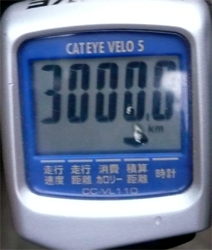 CATEYE VELO 5
30000
km
走行 走行 消費 積算 時計
速度 距離 カロリー 距離
CC-VL110